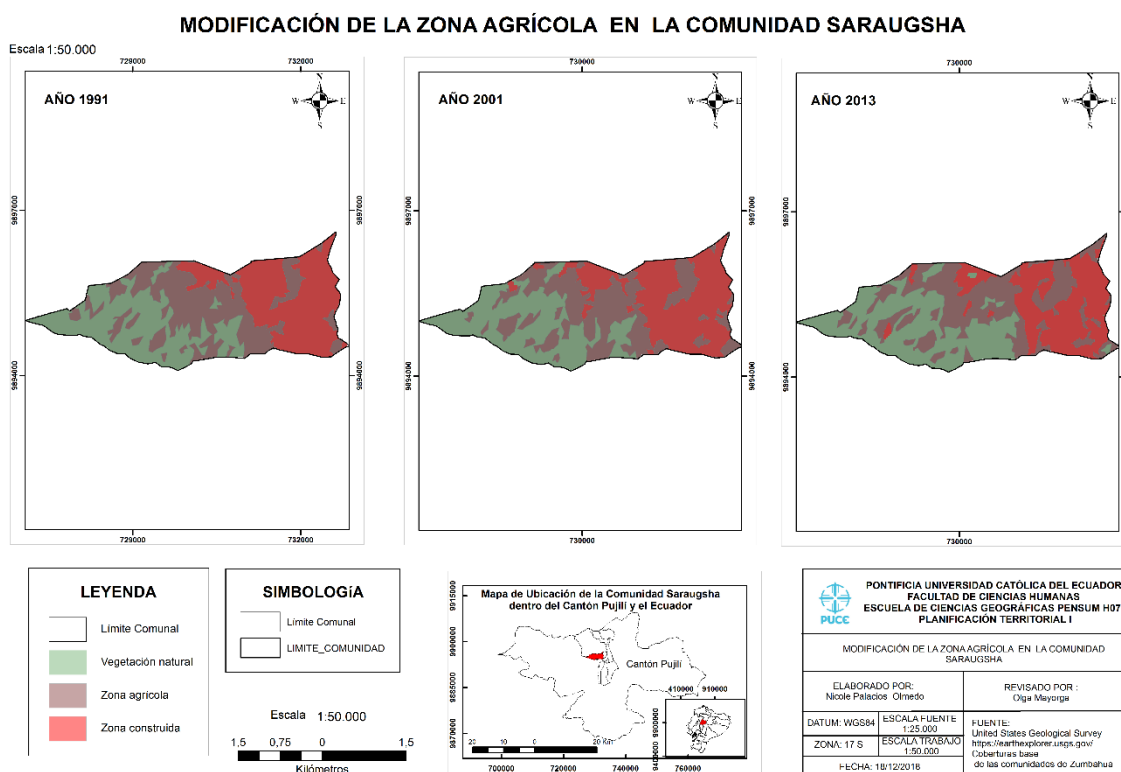 MODIFICACIÓN DE LA ZONA AGRÍCOLA EN LA COMUNIDAD SARAUGSHA
Escala 1:50.000
729000
732000
730000
730000
AÑO 1991
N
W
E
S
AÑO 2001
N
W
E
S
AÑO 2013
N
W
E
S
9897000
9897000
9897000
9894000
9894000
9894000
729000
732000
730000
730000
LEYENDA
Límite Comunal
Vegetación natural
Zona agrícola
Zona construída
SIMBOLOGíA
Límite Comunal
LIMITE_COMUNIDAD
Escala 1:50.000
1,5 0,75 0 1,5
Kilómetros
Mapa de Ubicación de la Comunidad Saraugsha
dentro del Cantón Pujilí y el Ecuador
9915000
9900000
9885000
9870000
Cantón Pujilí
410000 910000
9900000
9400000
20 10 0 20 Km
700000 720000 740000 760000
PUCE
PONTIFICIA UNIVERSIDAD CATÓLICA DEL ECUADOR
FACULTAD DE CIENCIAS HUMANAS
ESCUELA DE CIENCIAS GEOGRÁFICAS PENSUM H07
PLANIFICACIÓN TERRITORIAL I
MODIFICACIÓN DE LA ZONA AGRÍCOLA EN LA COMUNIDAD
SARAUGSHA
ELABORADO POR:
Nicole Palacios Olmedo
REVISADO POR :
Olga Mayorga
DATUM: WGS84
ESCALA FUENTE
1:25.000
ZONA: 17 S
ESCALA TRABAJO
1:50.000
FECHA: 18/12/2016
FUENTE:
United States Geological Survey
https://earthexplorer.usgs.gov/
Coberturas base
de las comunidades de Zumbahua